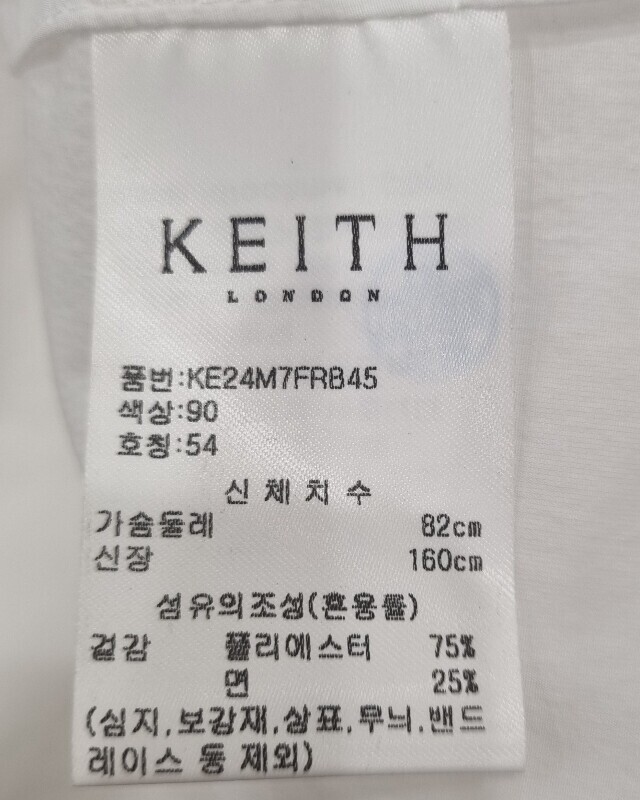 KEITH
LONDON
품번:KE24M7FRB45
색상:90
호칭:54
신체치수
가슴둘레 82cm
신장 160cm
섬유의조성(혼용률)
겉감 폴리에스터 75%
면 25%
(심지,보강재,상표,무늬,밴드
레이스 등 제외)